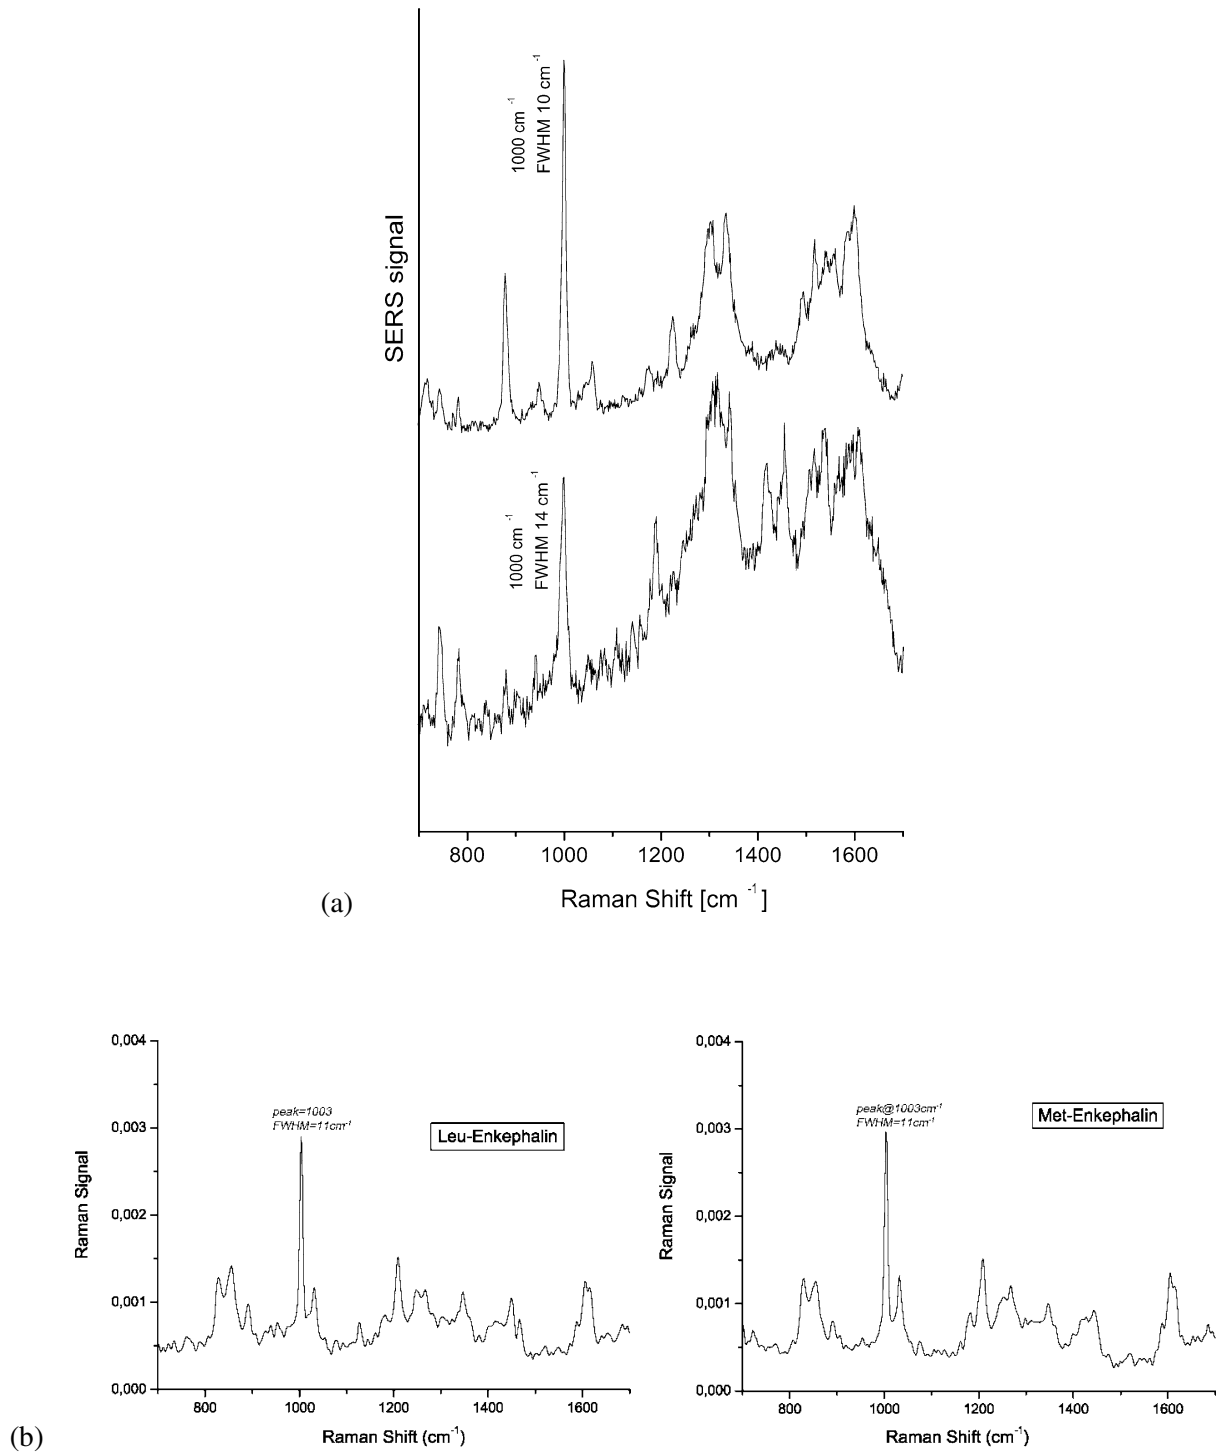 1000 cm⁻¹
FWHM 10 cm⁻¹
SERS signal
1000 cm⁻¹
FWHM 14 cm⁻¹
800 1000 1200 1400 1600
Raman Shift [cm⁻¹]
(a)
0,004
0,003
0,002
0,001
0,000
Raman Signal
peak=1003
FWHM=11cm⁻¹
Leu-Enkephalin
800 1000 1200 1400 1600
Raman Shift (cm⁻¹)
0,004
0,003
0,002
0,001
0,000
Raman Signal
peak@1003cm⁻¹
FWHM=11cm⁻¹
Met-Enkephalin
800 1000 1200 1400 1600
Raman Shift (cm⁻¹)
(b)